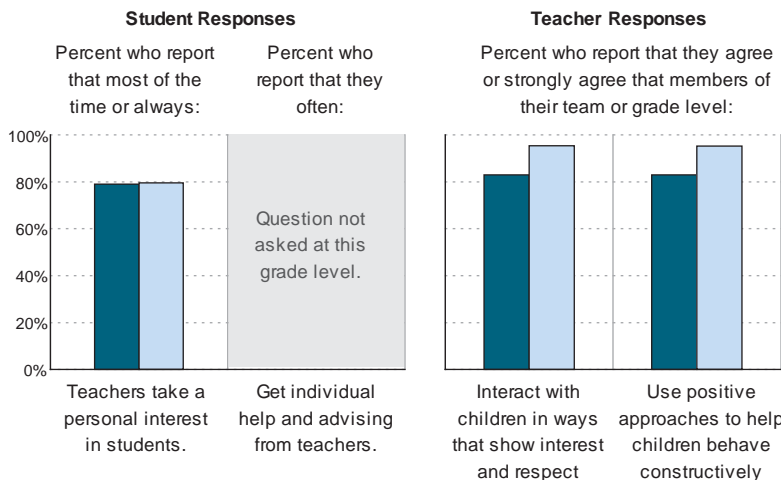 Student Responses
Percent who report
that most of the
time or always:
Percent who
report that they
often:
100%
80%
60%
40%
20%
0%
Question not
asked at this
grade level.
Teachers take a
personal interest
in students.
Get individual
help and advising
from teachers.
Teacher Responses
Percent who report that they agree
or strongly agree that members of
their team or grade level:
Interact with
children in ways
that show interest
and respect
Use positive
approaches to help
children behave
constructively